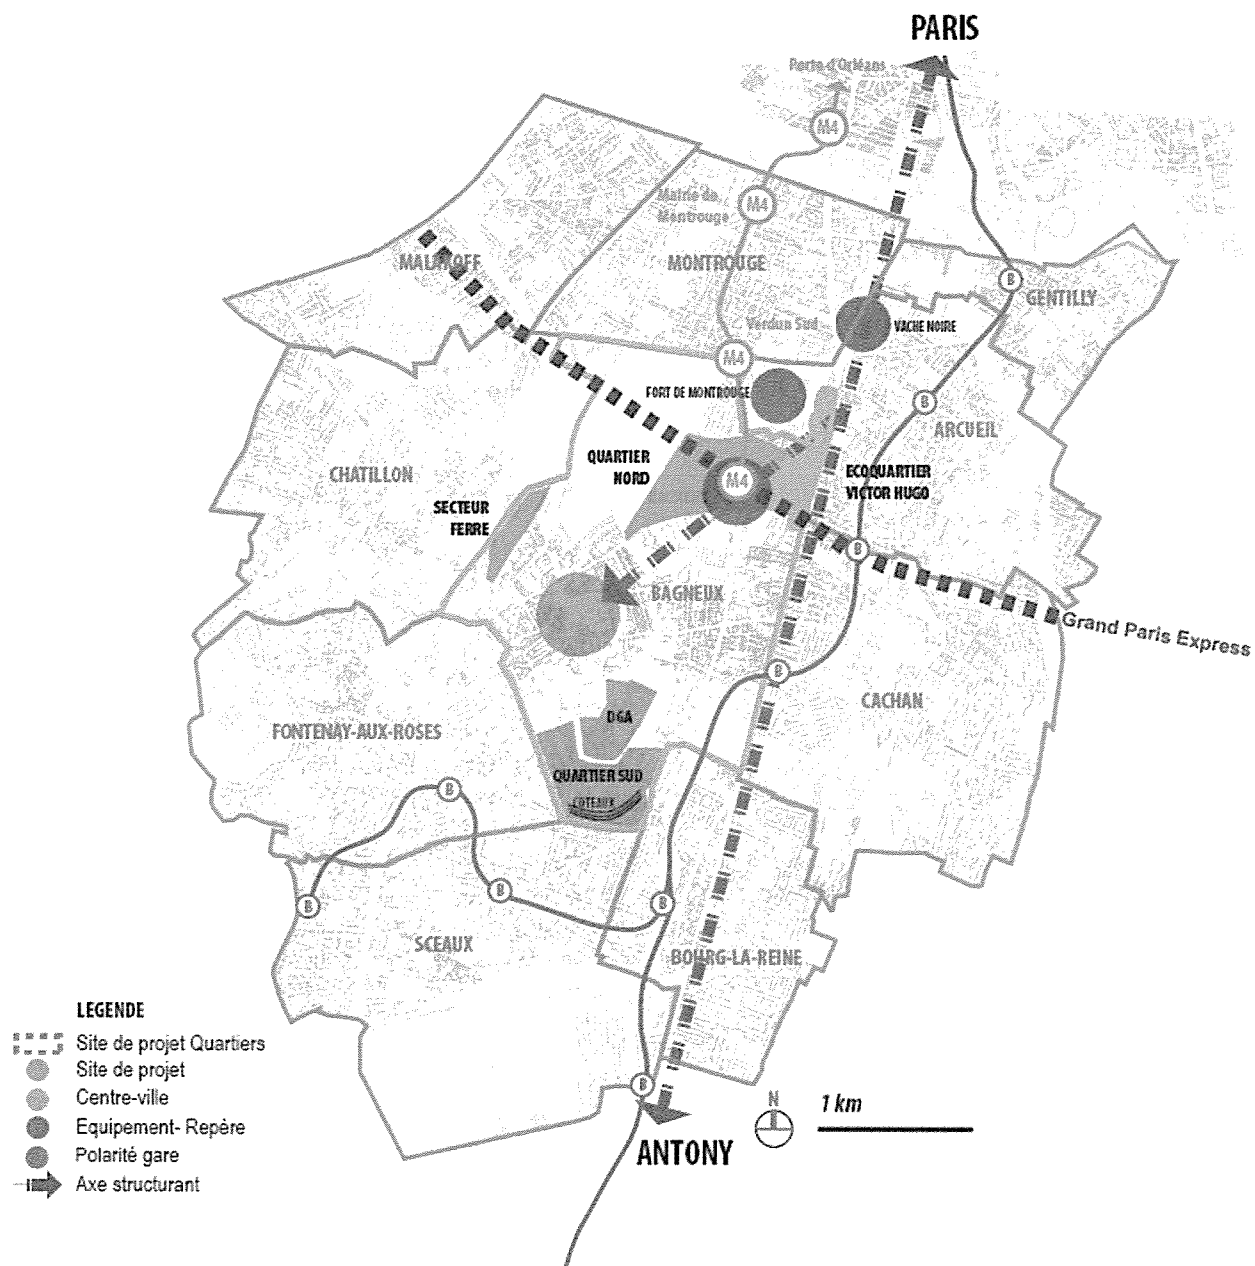 PARIS
Porte d'Orléans
M4
Mairie de
Montrouge
M4
MALAKOFF
MONTROUGE
B
GENTILLY
Verdun Sud
VACHE NOIRE
M4
FORT DE MONTROUGE
B
ARCUEIL
CHATILLON
QUARTIER
NORD
M4
ECOQUARTIER
VICTOR HUGO
SECTEUR
FERRE
B
BAGNEUX
Grand Paris Express
B
CACHAN
FONTENAY-AUX-ROSES
DGA
QUARTIER SUD
COTEAUX
B
B
B
B
SCEAUX
BOURG-LA-REINE
LEGENDE
Site de projet Quartiers
Site de projet
Centre-ville
Equipement- Repère
Polarité gare
Axe structurant
B
N
1 km
ANTONY